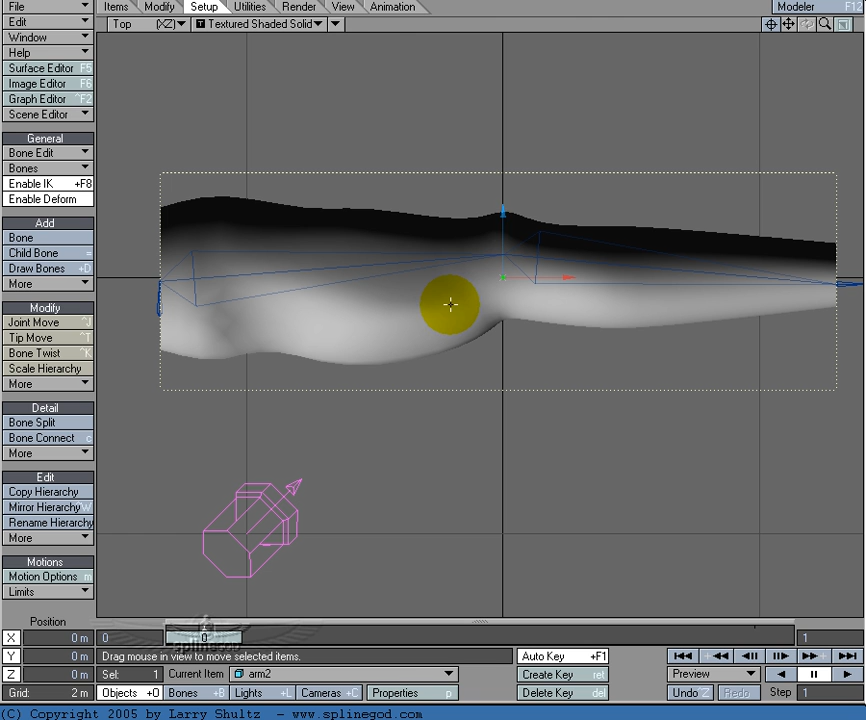 File Items Modify Setup Utilities Render View Animation Modeler F12
Edit Top (XZ) Textured Shaded Solid
Window
Help
Surface Editor F5
Image Editor F6
Graph Editor ^F2
Scene Editor
General
Bone Edit
Bones
Enable IK +F8
Enable Deform
Add
Bone
Child Bone =
Draw Bones +D
More
Modify
Joint Move ^J
Tip Move ^T
Bone Twist ^K
Scale Hierarchy
More
Detail
Bone Split
Bone Connect c
More
Edit
Copy Hierarchy
Mirror Hierarchy ^W
Rename Hierarchy
More
Motions
Motion Options m
Limits
Position
X 0 m 0 0 1
Y 0 m Drag mouse in view to move selected items. Auto Key +F1
Z 0 m Sel: 1 Current Item arm2 Create Key ret Preview
Grid: 2 m Objects +O Bones +B Lights +L Cameras +C Properties p Delete Key del Undo Z Redo Step 1
(C) Copyright 2005 by Larry Shultz - www.splinegod.com